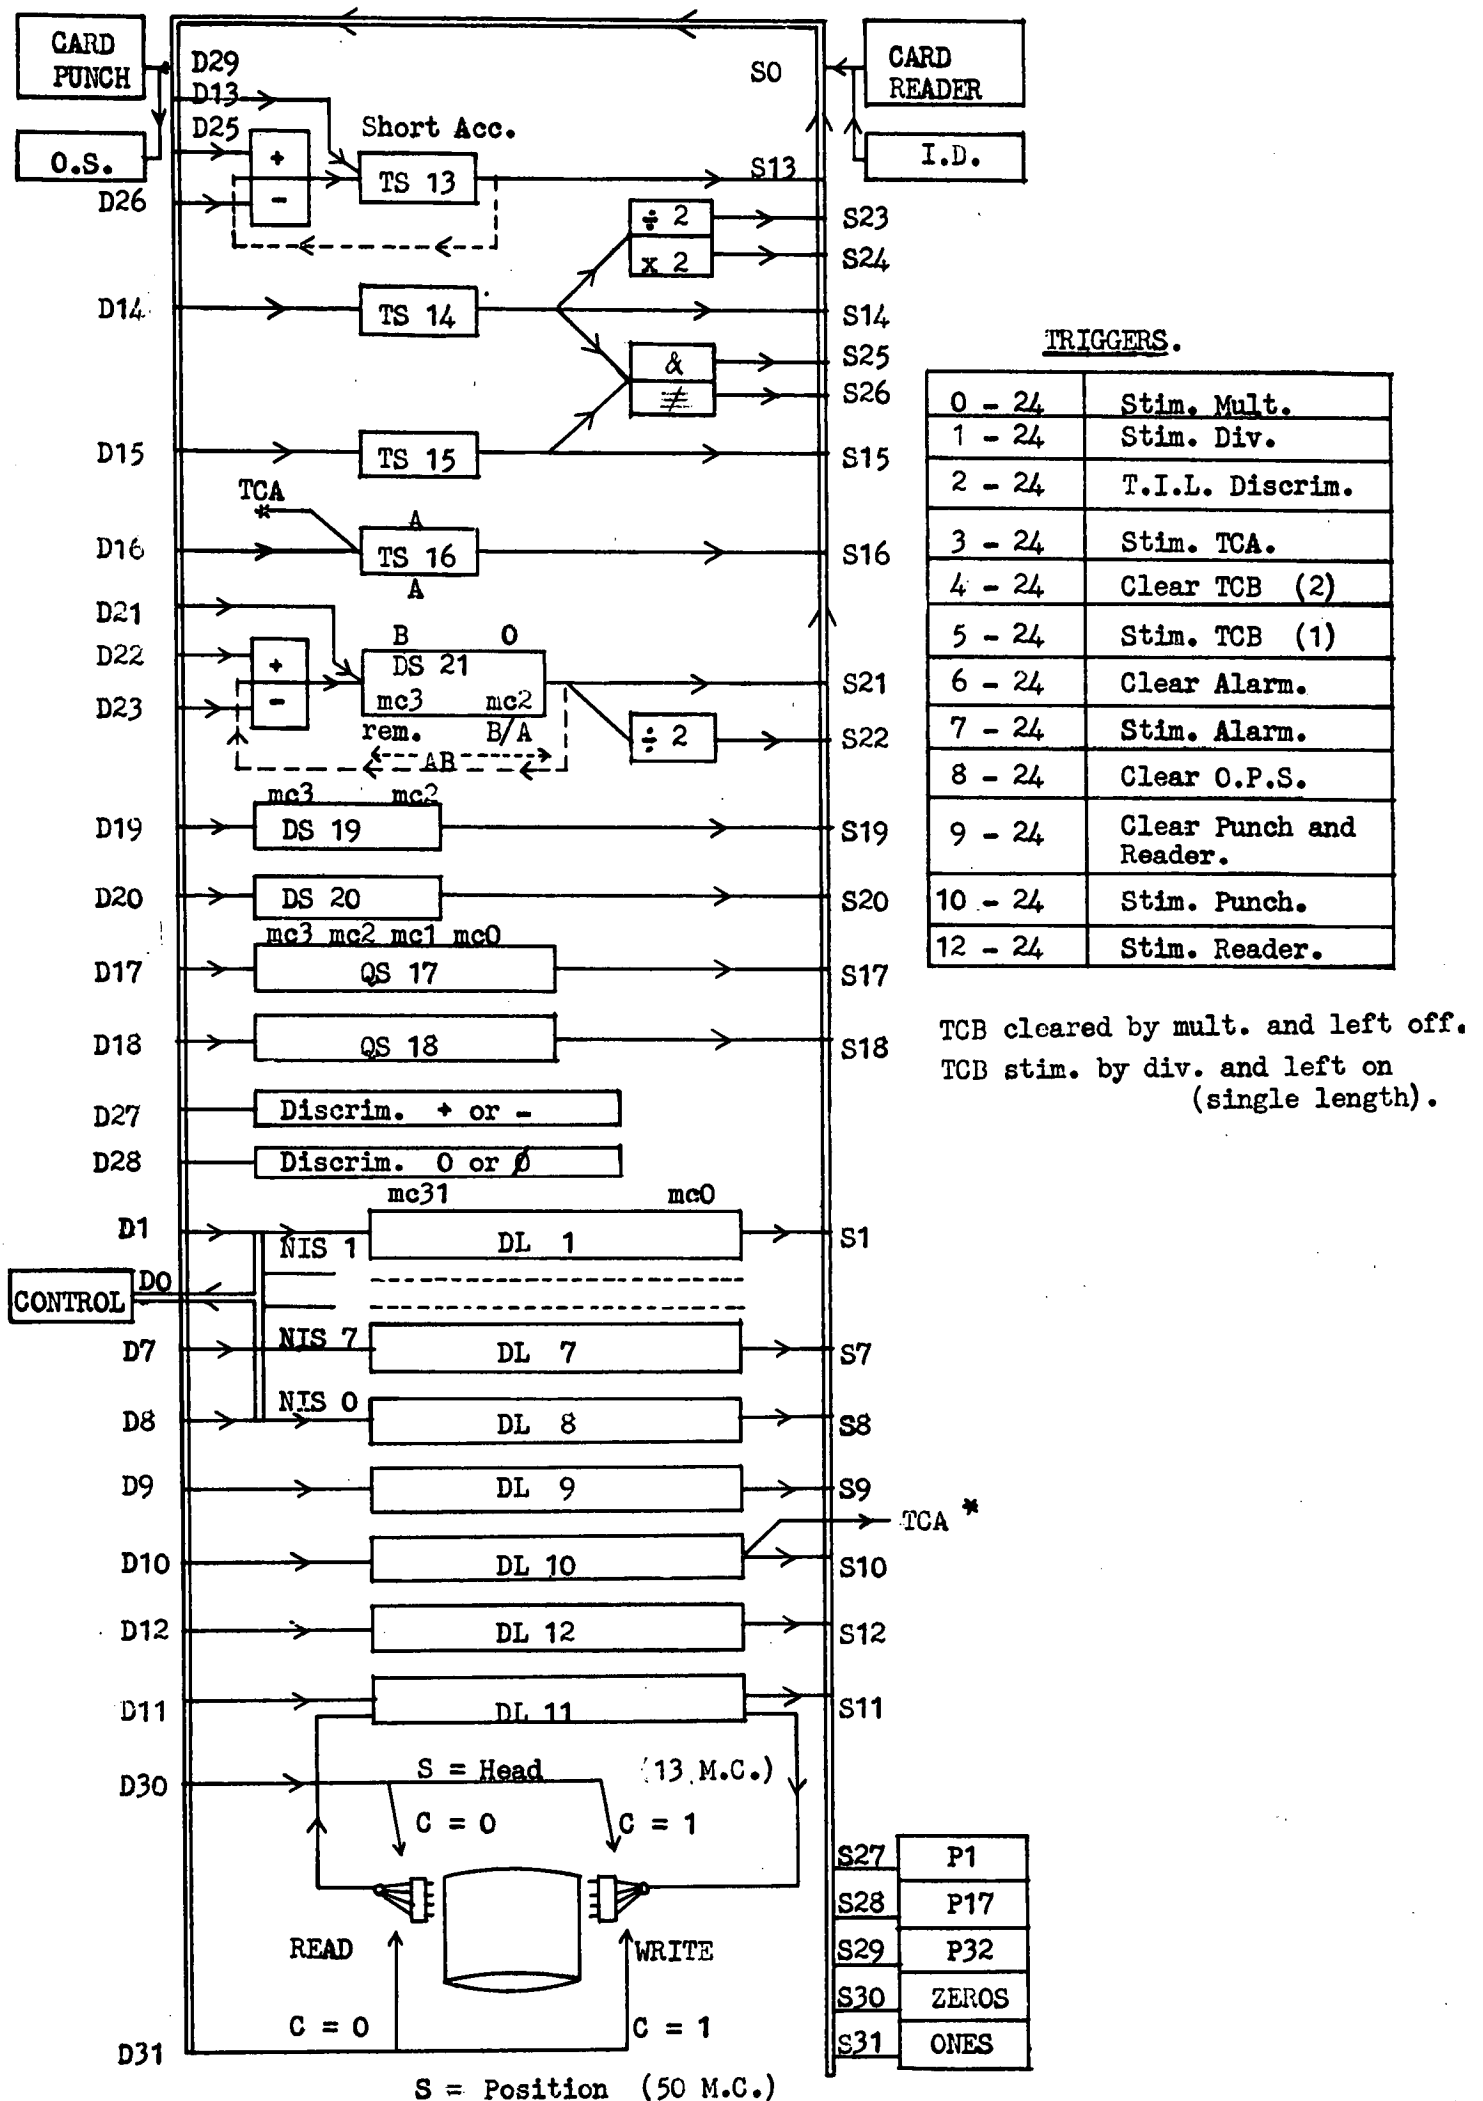 CARD
PUNCH
D29
S0
CARD
READER
D13
D25
Short Acc.
O.S.
+
-
TS 13
S13
I.D.
D26
÷ 2
S23
x 2
S24
D14
TS 14
S14
&
S25
≢
S26
D15
TS 15
S15
TCA
*
A
D16
TS 16
S16
A
D21
B 0
D22
+
DS 21
S21
D23
-
mc3 mc2
÷ 2
S22
rem. B/A
AB
mc3 mc2
D19
DS 19
S19
D20
DS 20
S20
mc3 mc2 mc1 mc0
D17
QS 17
S17
D18
QS 18
S18
D27
Discrim. + or -
D28
Discrim. 0 or Ø
mc31 mc0
D1
NIS 1
DL 1
S1
D0
CONTROL
D7
NIS 7
DL 7
S7
D8
NIS 0
DL 8
S8
D9
DL 9
S9
TCA *
D10
DL 10
S10
D12
DL 12
S12
D11
DL 11
S11
D30
S = Head (13 M.C.)
C = 0
C = 1
READ
WRITE
C = 0
C = 1
D31
S = Position (50 M.C.)
S27 P1
S28 P17
S29 P32
S30 ZEROS
S31 ONES
TRIGGERS.
0 - 24 Stim. Mult.
1 - 24 Stim. Div.
2 - 24 T.I.L. Discrim.
3 - 24 Stim. TCA.
4 - 24 Clear TCB (2)
5 - 24 Stim. TCB (1)
6 - 24 Clear Alarm.
7 - 24 Stim. Alarm.
8 - 24 Clear O.P.S.
9 - 24 Clear Punch and
Reader.
10 - 24 Stim. Punch.
12 - 24 Stim. Reader.
TCB cleared by mult. and left off.
TCB stim. by div. and left on
(single length).